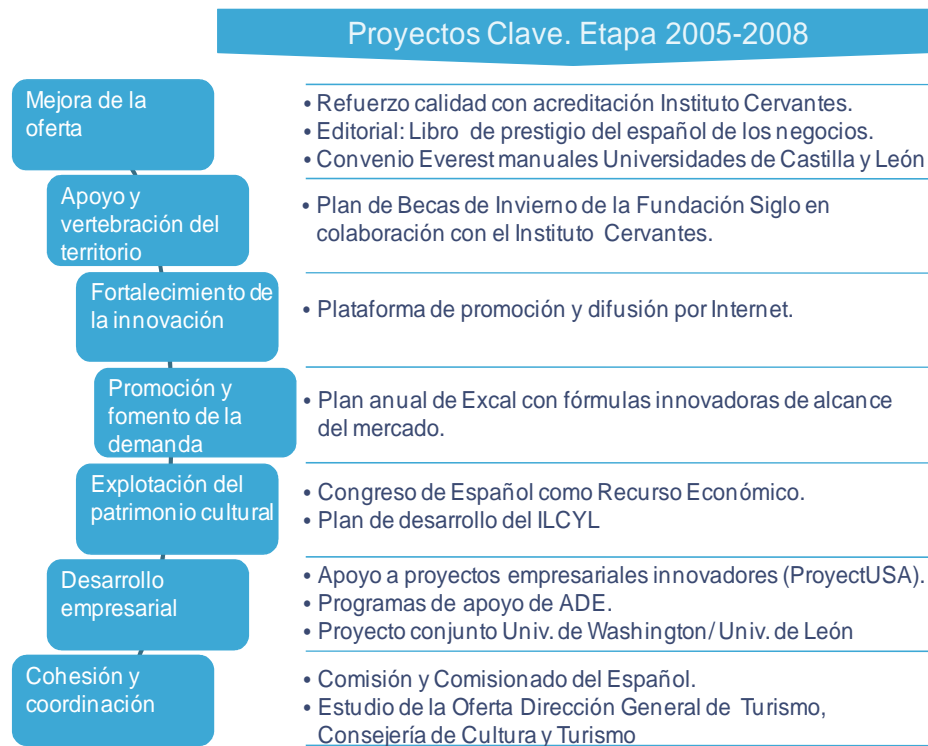 Proyectos Clave. Etapa 2005-2008
Mejora de la
oferta
• Refuerzo calidad con acreditación Instituto Cervantes.
• Editorial: Libro de prestigio del español de los negocios.
• Convenio Everest manuales Universidades de Castilla y León
Apoyo y
vertebración del
territorio
• Plan de Becas de Invierno de la Fundación Siglo en
colaboración con el Instituto Cervantes.
Fortalecimiento de
la innovación
• Plataforma de promoción y difusión por Internet.
Promoción y
fomento de la
demanda
• Plan anual de Excal con fórmulas innovadoras de alcance
del mercado.
Explotación del
patrimonio cultural
• Congreso de Español como Recurso Económico.
• Plan de desarrollo del ILCYL
Desarrollo
empresarial
• Apoyo a proyectos empresariales innovadores (ProyectUSA).
• Programas de apoyo de ADE.
• Proyecto conjunto Univ. de Washington/ Univ. de León
Cohesión y
coordinación
• Comisión y Comisionado del Español.
• Estudio de la Oferta Dirección General de Turismo,
Consejería de Cultura y Turismo